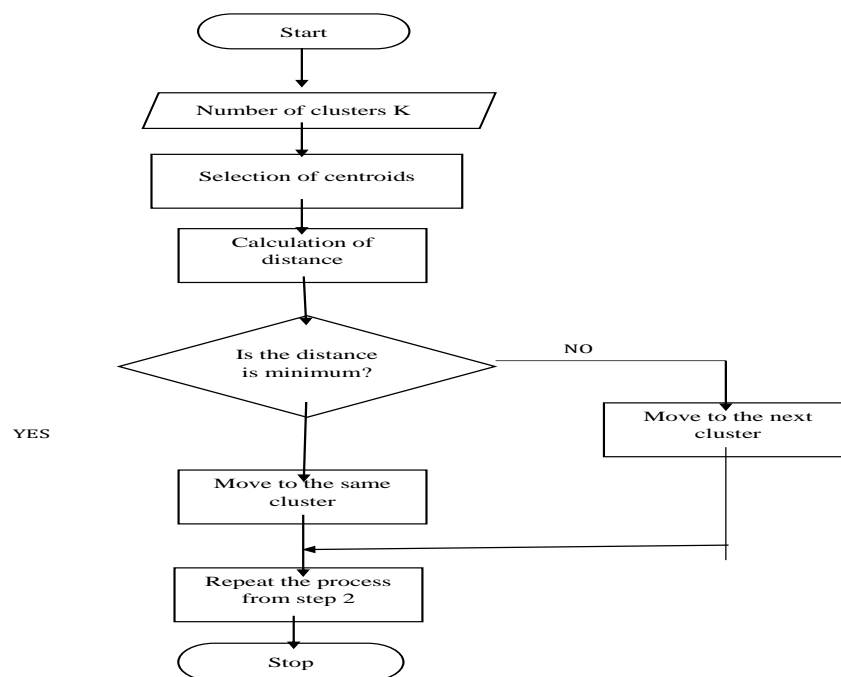 Start
Number of clusters K
Selection of centroids
Calculation of
distance
Is the distance
is minimum?
NO
YES
Move to the next
cluster
Move to the same
cluster
Repeat the process
from step 2
Stop